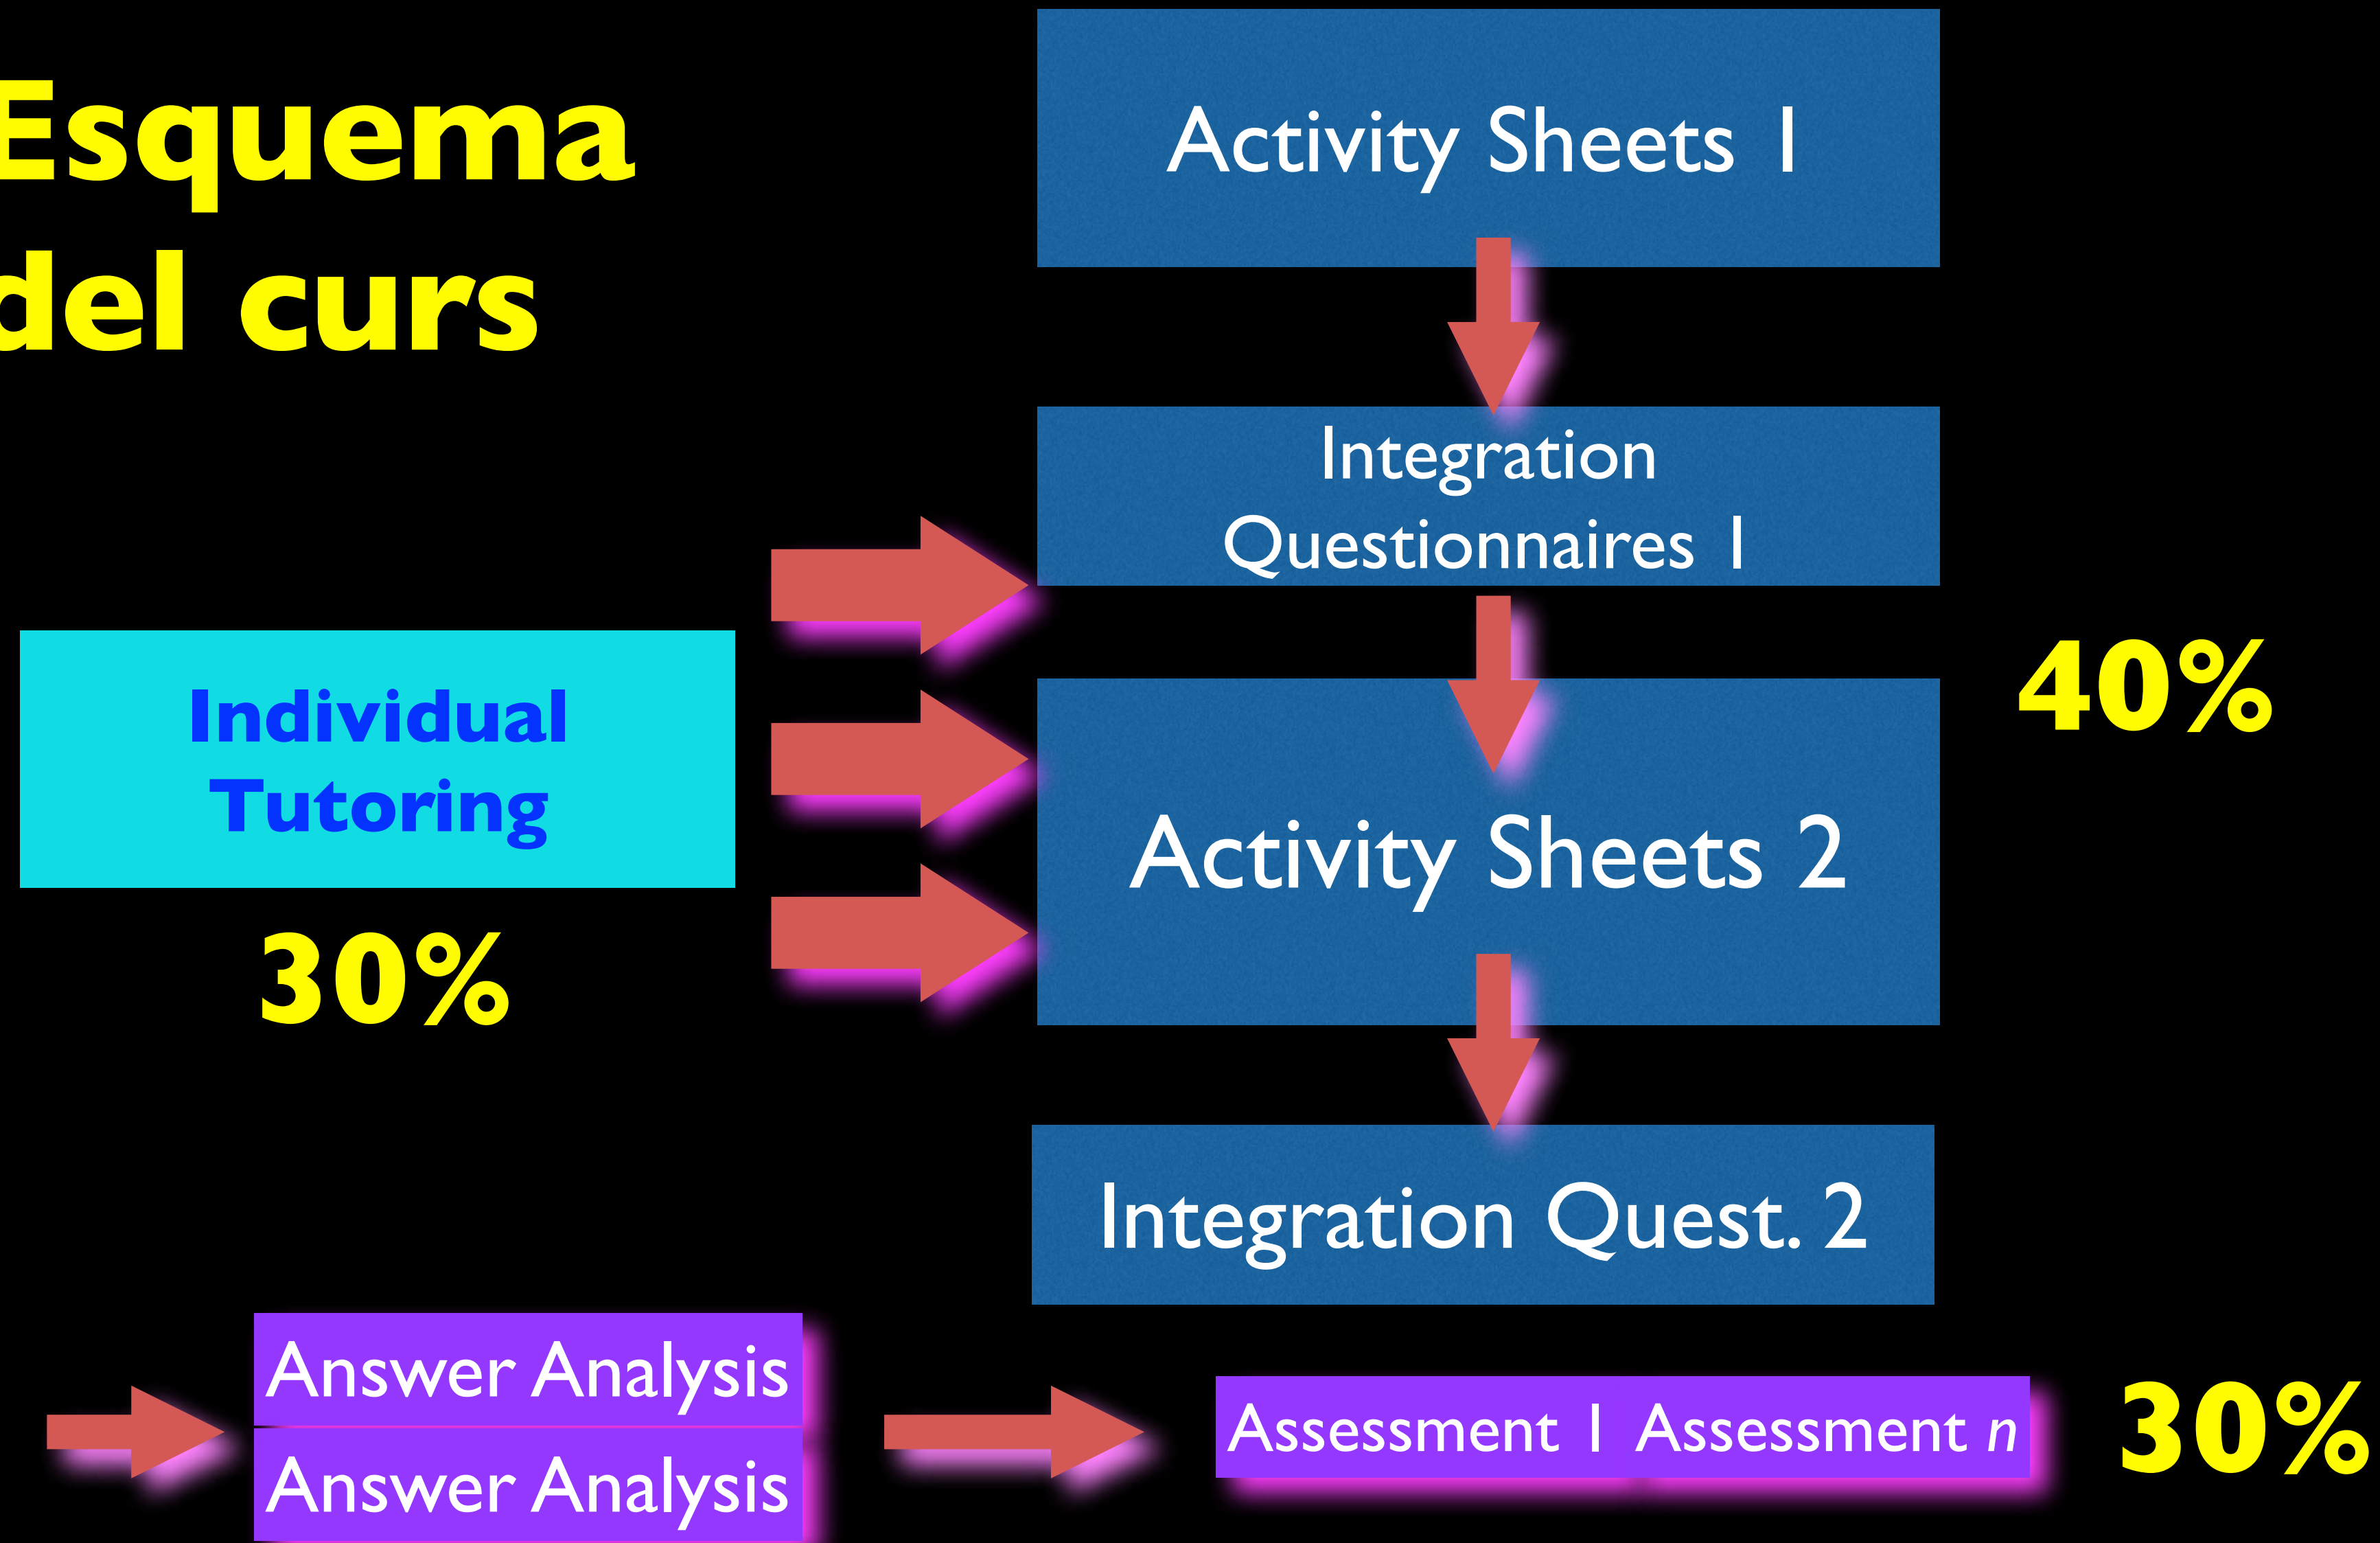 Esquema
del curs
Activity Sheets 1
Integration
Questionnaires 1
Individual
Tutoring
30%
40%
Activity Sheets 2
Integration Quest. 2
Answer Analysis
Answer Analysis
Assessment 1 Assessment n
30%